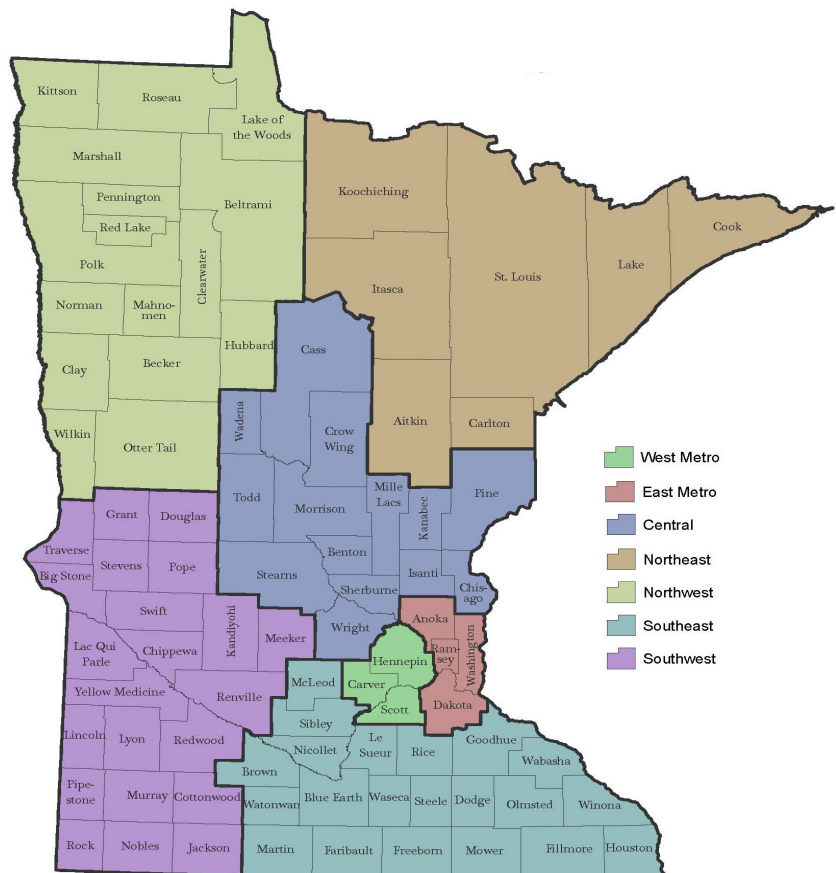 Kittson
Roseau
Lake of
the Woods
Marshall
Pennington
Red Lake
Beltrami
Polk
Clearwater
Norman
Mahno-
men
Hubbard
Clay
Becker
Wilkin
Otter Tail
Koochiching
Itasca
St. Louis
Lake
Cook
Aitkin
Carlton
Cass
Wadena
Crow
Wing
Todd
Morrison
Mille
Lacs
Kanabec
Pine
Benton
Isanti
Stearns
Sherburne
Chis-
ago
Wright
Grant
Douglas
Traverse
Stevens
Pope
Big Stone
Swift
Kandiyohi
Meeker
Lac Qui
Parle
Chippewa
Yellow Medicine
Renville
Lincoln
Lyon
Redwood
Pipe-
stone
Murray
Cottonwood
Rock
Nobles
Jackson
Anoka
Ram-
sey
Washington
Dakota
Hennepin
Carver
Scott
McLeod
Sibley
Nicollet
Le
Sueur
Rice
Goodhue
Wabasha
Brown
Watonwan
Blue Earth
Waseca
Steele
Dodge
Olmsted
Winona
Martin
Faribault
Freeborn
Mower
Fillmore
Houston
West Metro
East Metro
Central
Northeast
Northwest
Southeast
Southwest